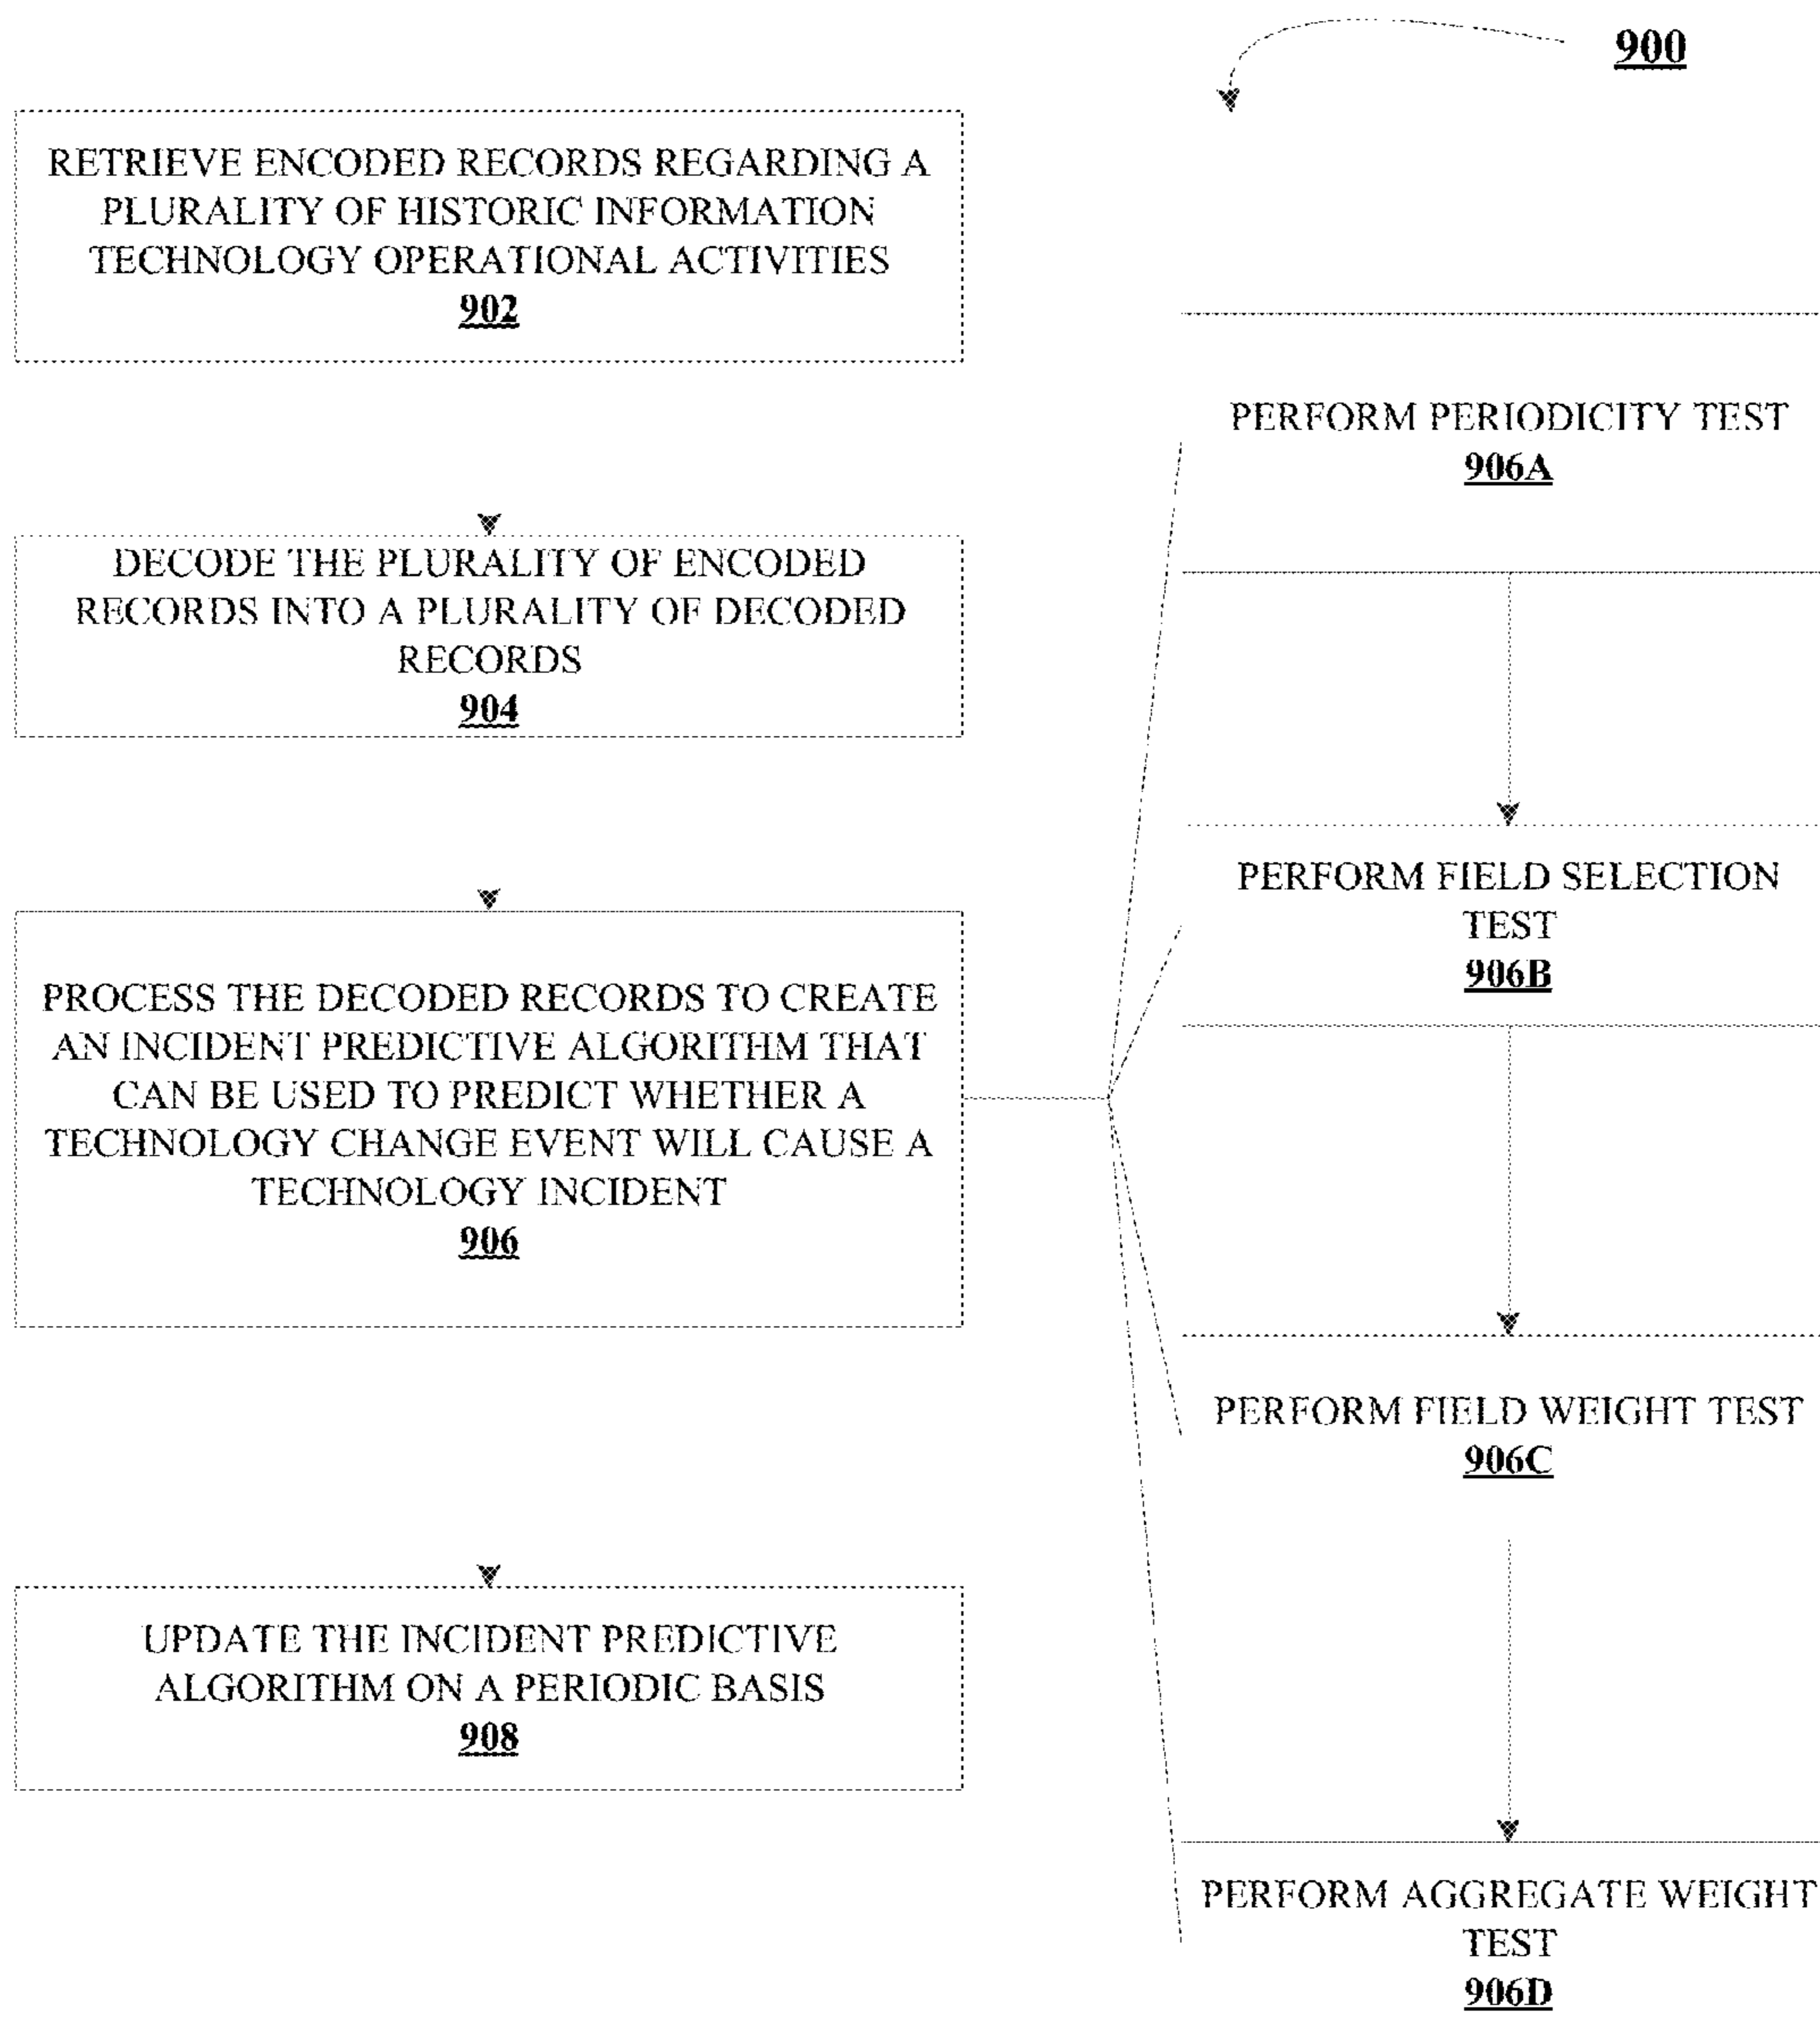 900
RETRIEVE ENCODED RECORDS REGARDING A
PLURALITY OF HISTORIC INFORMATION
TECHNOLOGY OPERATIONAL ACTIVITIES
902
DECODE THE PLURALITY OF ENCODED
RECORDS INTO A PLURALITY OF DECODED
RECORDS
904
PROCESS THE DECODED RECORDS TO CREATE
AN INCIDENT PREDICTIVE ALGORITHM THAT
CAN BE USED TO PREDICT WHETHER A
TECHNOLOGY CHANGE EVENT WILL CAUSE A
TECHNOLOGY INCIDENT
906
UPDATE THE INCIDENT PREDICTIVE
ALGORITHM ON A PERIODIC BASIS
908
PERFORM PERIODICITY TEST
906A
PERFORM FIELD SELECTION
TEST
906B
PERFORM FIELD WEIGHT TEST
906C
PERFORM AGGREGATE WEIGHT
TEST
906D